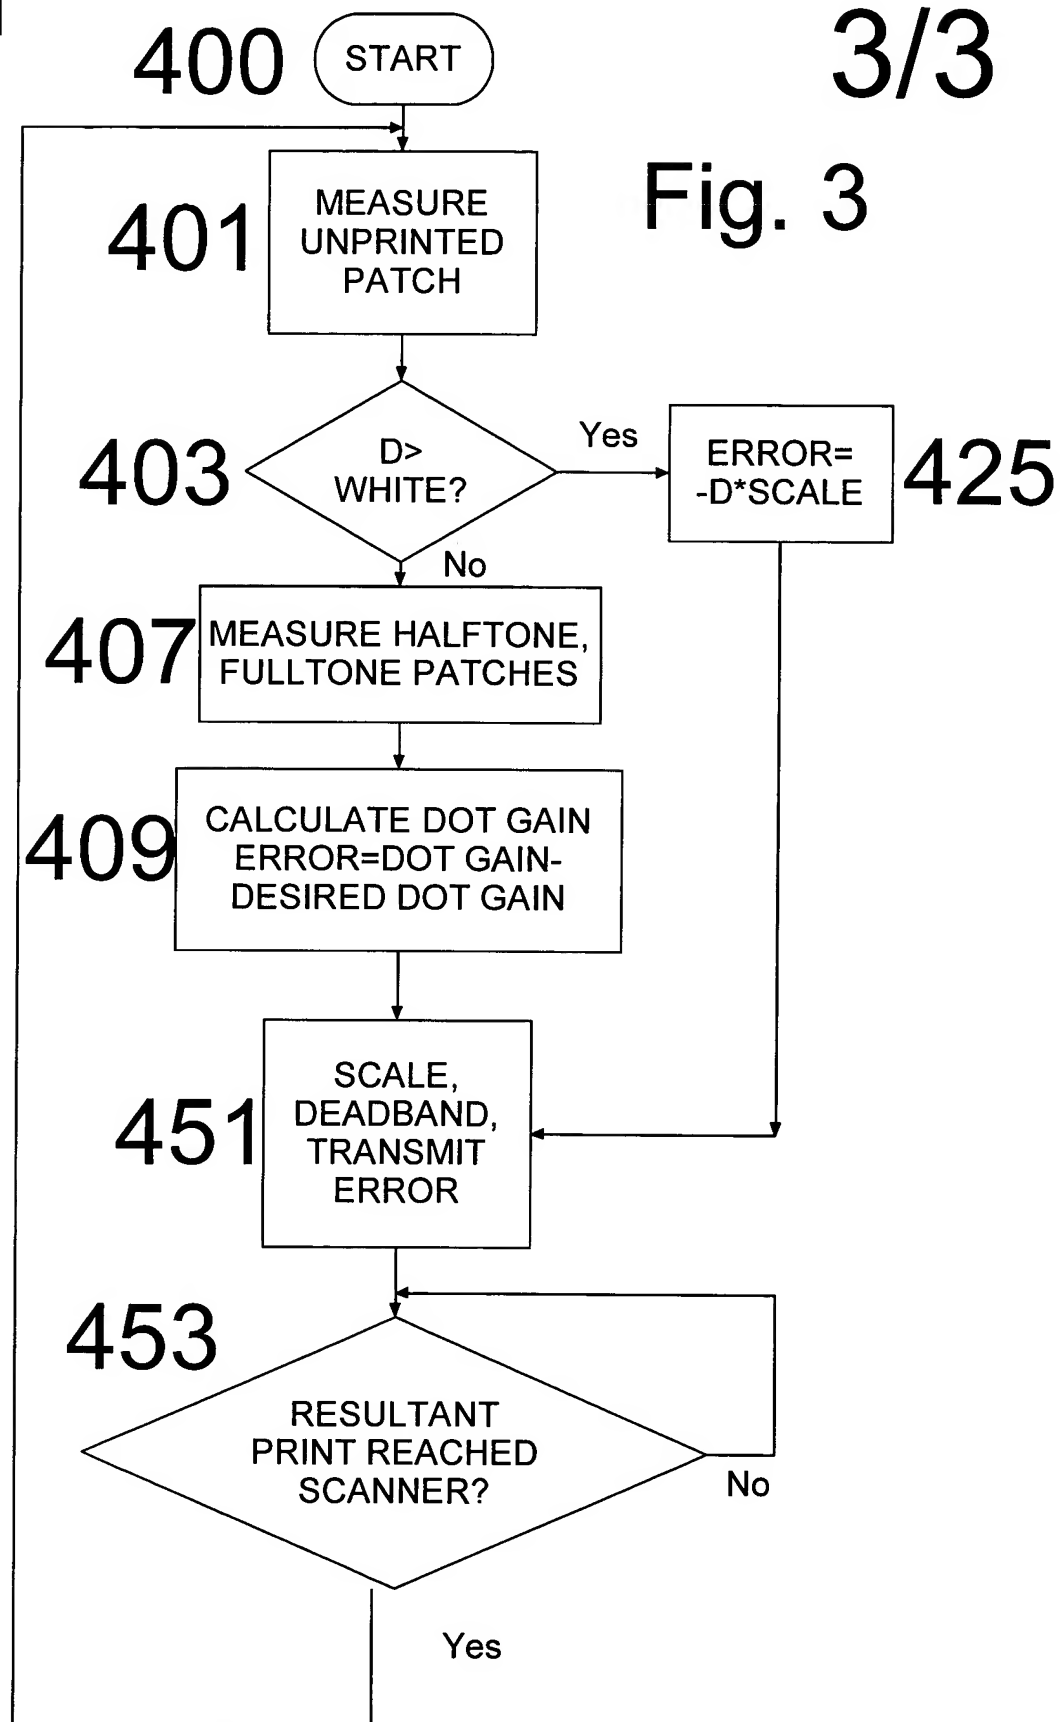 3/3
Fig. 3
400
START
401
MEASURE
UNPRINTED
PATCH
403
D>
WHITE?
Yes
ERROR=
-D*SCALE
425
No
407
MEASURE HALFTONE,
FULLTONE PATCHES
409
CALCULATE DOT GAIN
ERROR=DOT GAIN-
DESIRED DOT GAIN
451
SCALE,
DEADBAND,
TRANSMIT
ERROR
453
RESULTANT
PRINT REACHED
SCANNER?
No
Yes